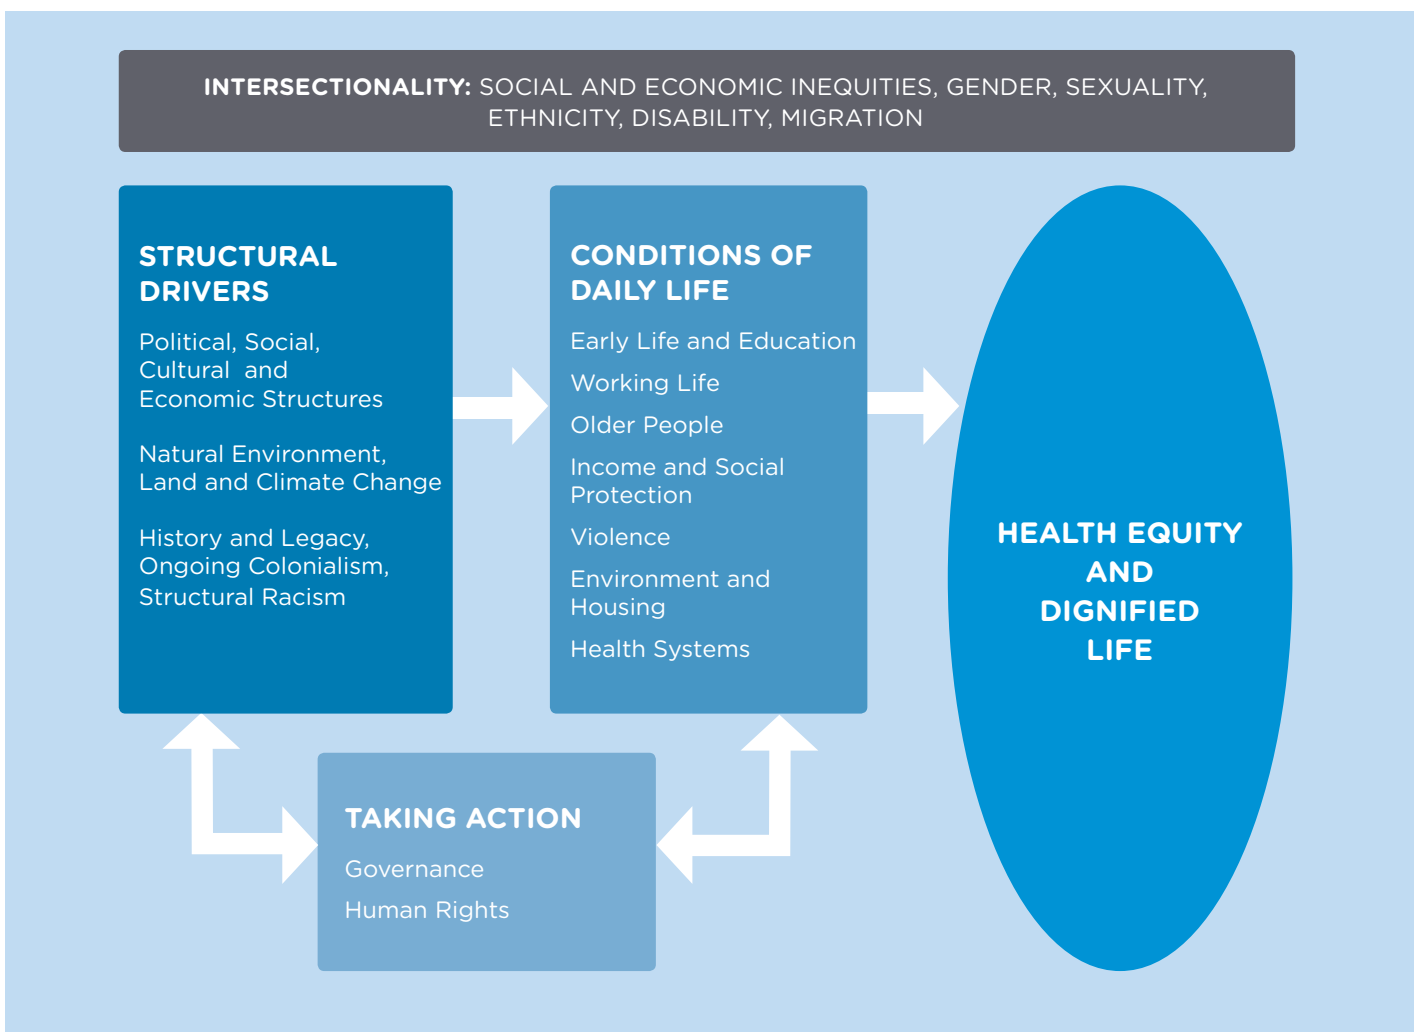 INTERSECTIONALITY: SOCIAL AND ECONOMIC INEQUITIES, GENDER, SEXUALITY,
ETHNICITY, DISABILITY, MIGRATION
STRUCTURAL
DRIVERS
Political, Social,
Cultural and
Economic Structures
Natural Environment,
Land and Climate Change
History and Legacy,
Ongoing Colonialism,
Structural Racism
CONDITIONS OF
DAILY LIFE
Early Life and Education
Working Life
Older People
Income and Social
Protection
Violence
Environment and
Housing
Health Systems
HEALTH EQUITY
AND
DIGNIFIED
LIFE
TAKING ACTION
Governance
Human Rights